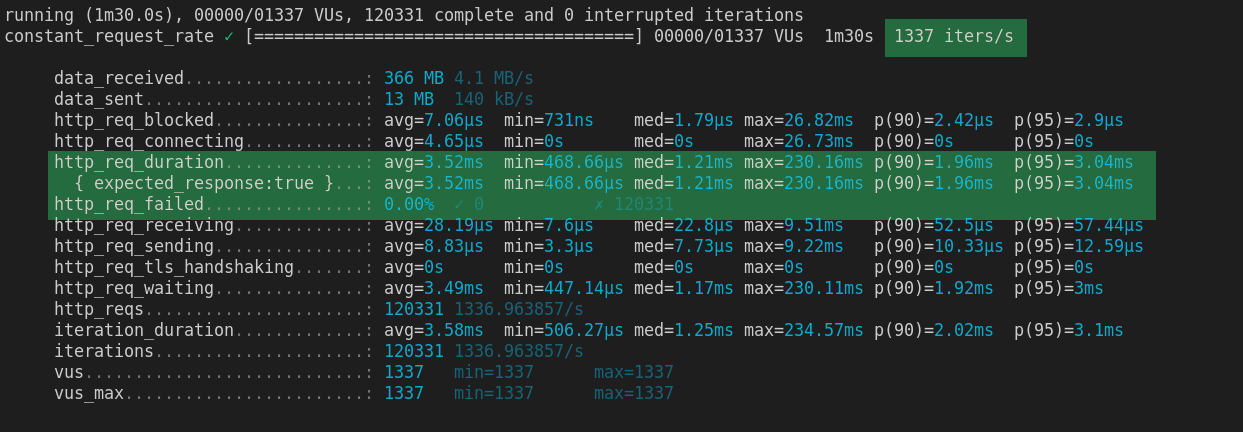 running (1m30.0s), 00000/01337 VUs, 120331 complete and 0 interrupted iterations
constant_request_rate ✓ [======================================] 00000/01337 VUs  1m30s  1337 iters/s
data_received..................: 366 MB 4.1 MB/s
data_sent......................: 13 MB  140 kB/s
http_req_blocked...............: avg=7.06µs  min=731ns    med=1.79µs max=26.82ms  p(90)=2.42µs  p(95)=2.9µs
http_req_connecting............: avg=4.65µs  min=0s       med=0s     max=26.73ms  p(90)=0s      p(95)=0s
http_req_duration..............: avg=3.52ms  min=468.66µs med=1.21ms max=230.16ms p(90)=1.96ms  p(95)=3.04ms
{ expected_response:true }...: avg=3.52ms  min=468.66µs med=1.21ms max=230.16ms p(90)=1.96ms  p(95)=3.04ms
http_req_failed................: 0.00%  ✓ 0           ✗ 120331
http_req_receiving.............: avg=28.19µs min=7.6µs    med=22.8µs max=9.51ms   p(90)=52.5µs  p(95)=57.44µs
http_req_sending...............: avg=8.83µs  min=3.3µs    med=7.73µs max=9.22ms   p(90)=10.33µs p(95)=12.59µs
http_req_tls_handshaking.......: avg=0s      min=0s       med=0s     max=0s       p(90)=0s      p(95)=0s
http_req_waiting...............: avg=3.49ms  min=447.14µs med=1.17ms max=230.11ms p(90)=1.92ms  p(95)=3ms
http_reqs......................: 120331 1336.963857/s
iteration_duration.............: avg=3.58ms  min=506.27µs med=1.25ms max=234.57ms p(90)=2.02ms  p(95)=3.1ms
iterations.....................: 120331 1336.963857/s
vus............................: 1337   min=1337      max=1337
vus_max........................: 1337   min=1337      max=1337